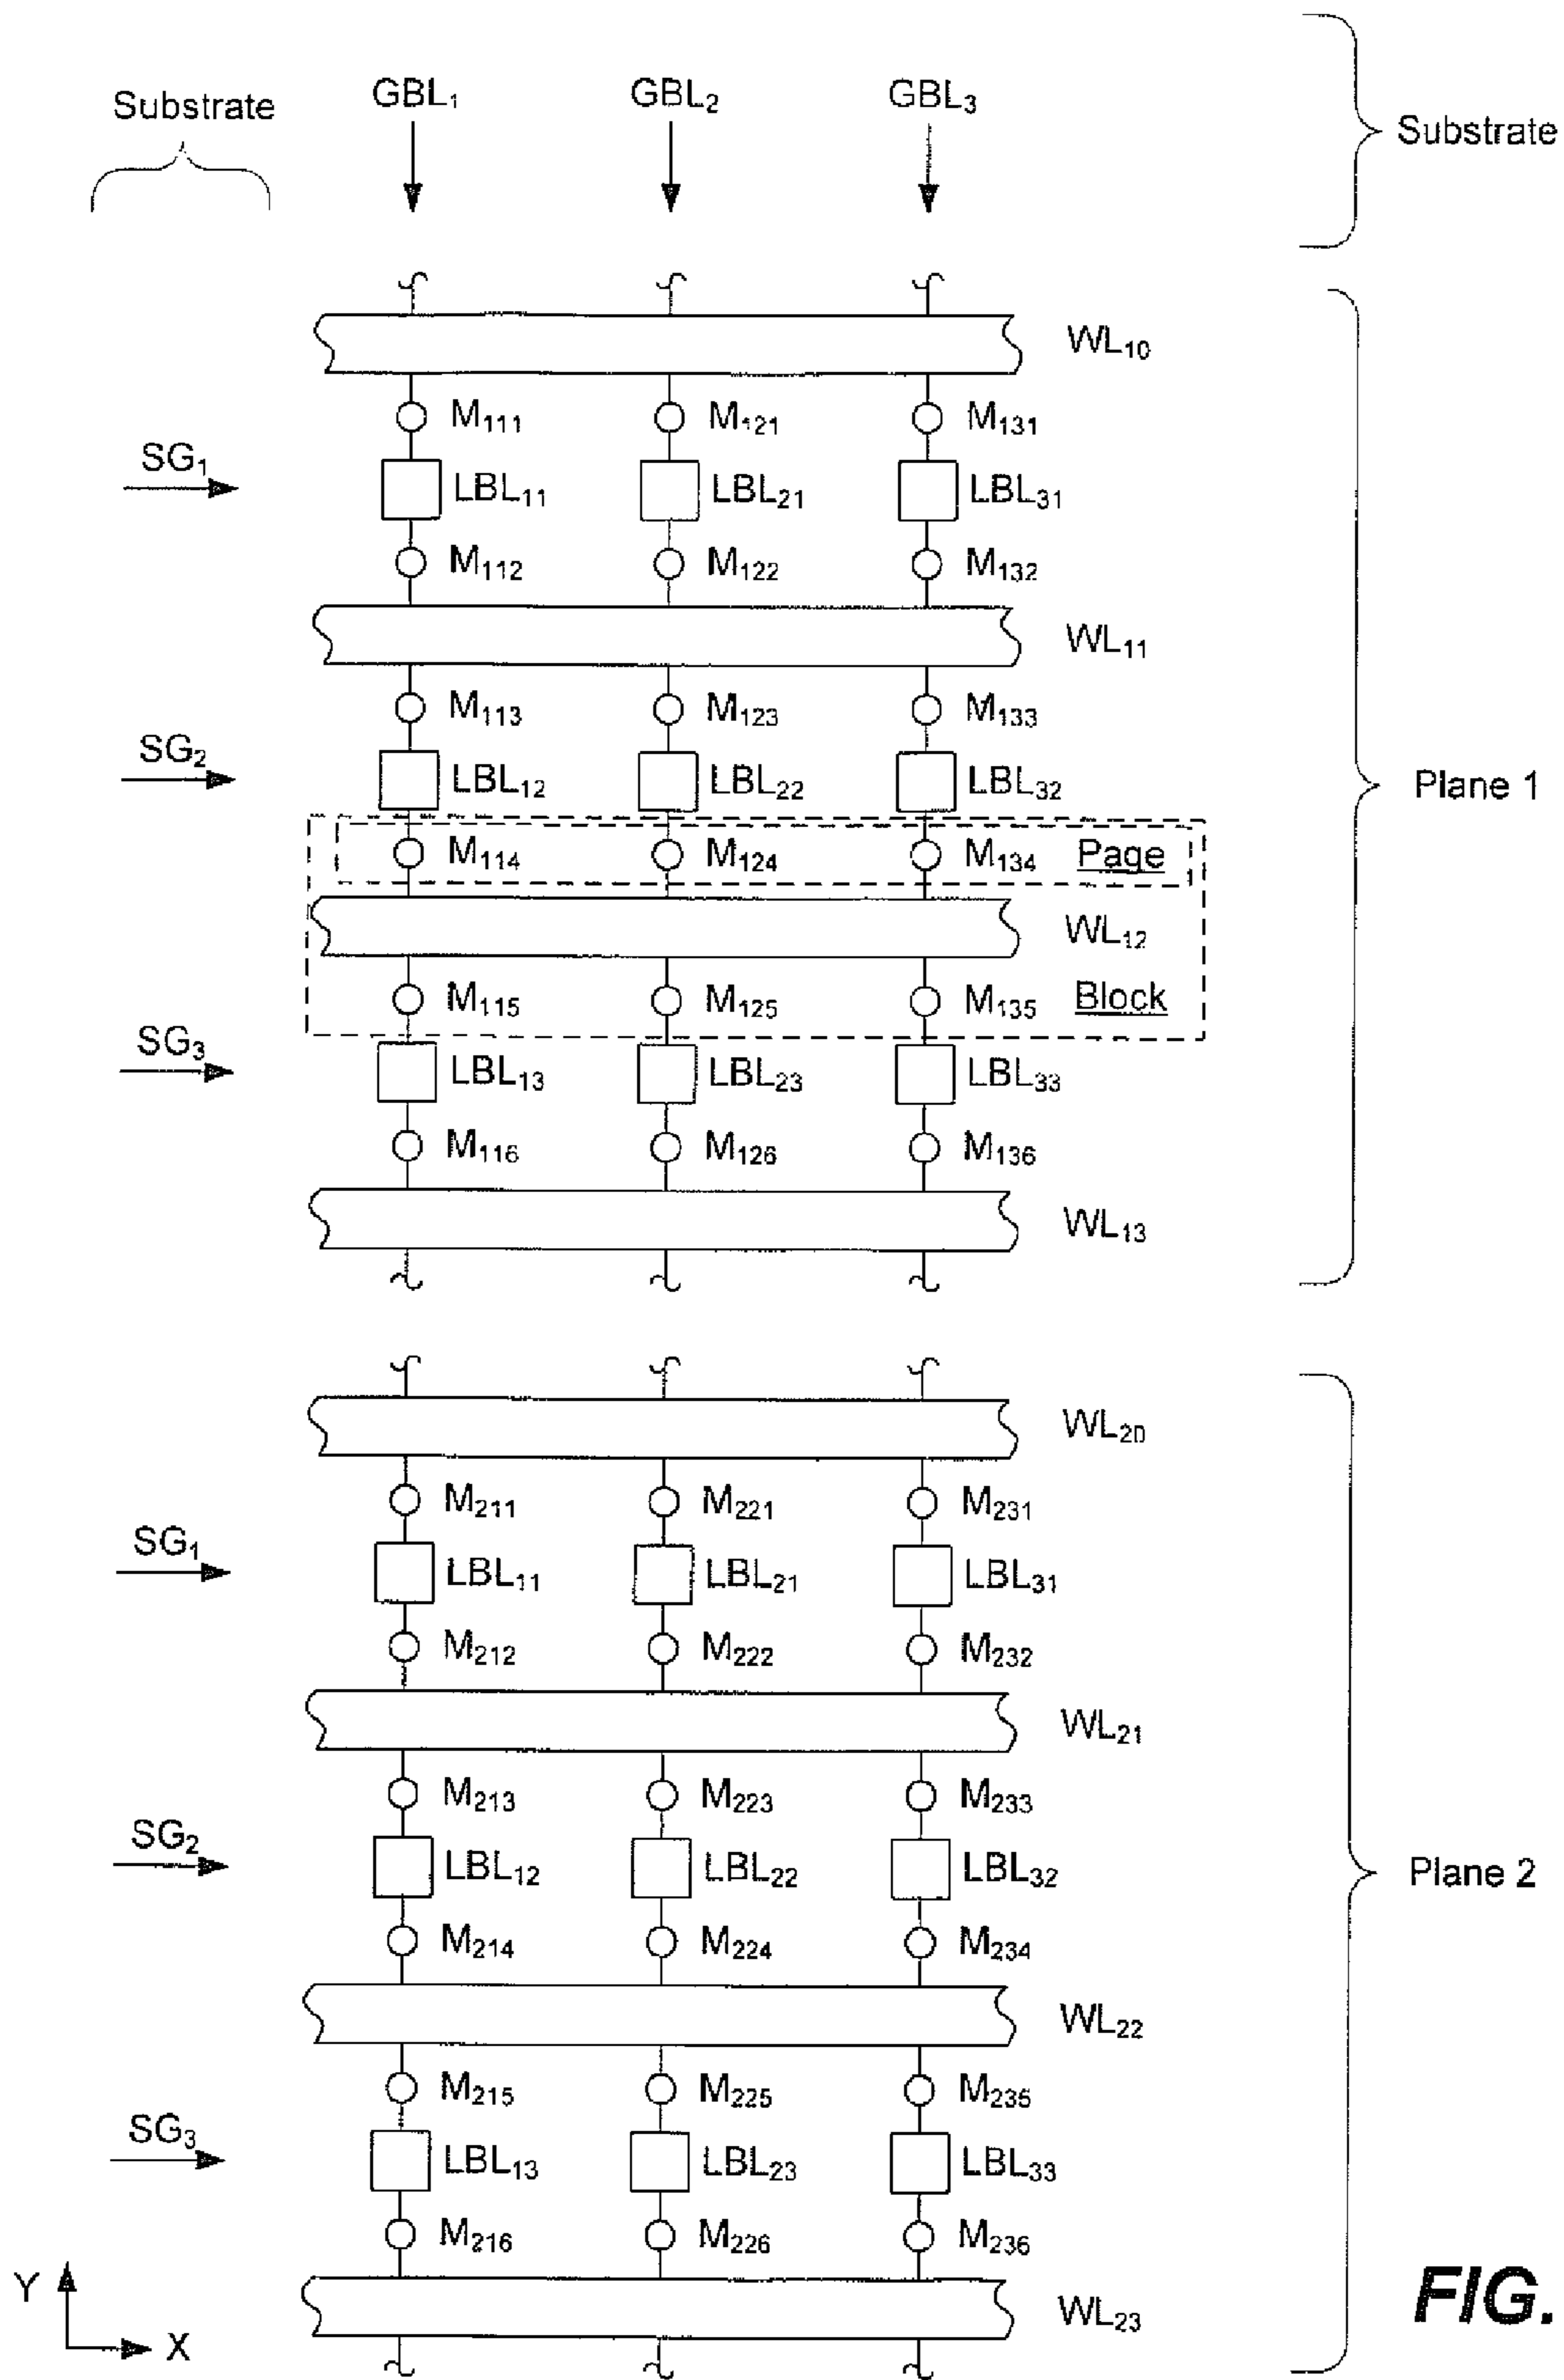 Substrate GBL₁ GBL₂ GBL₃ Substrate
WL₁₀
M₁₁₁ M₁₂₁ M₁₃₁
SG₁ LBL₁₁ LBL₂₁ LBL₃₁
M₁₁₂ M₁₂₂ M₁₃₂
WL₁₁
M₁₁₃ M₁₂₃ M₁₃₃
SG₂ LBL₁₂ LBL₂₂ LBL₃₂ Plane 1
M₁₁₄ M₁₂₄ M₁₃₄ Page
WL₁₂
M₁₁₅ M₁₂₅ M₁₃₅ Block
SG₃ LBL₁₃ LBL₂₃ LBL₃₃
M₁₁₆ M₁₂₆ M₁₃₆
WL₁₃
WL₂₀
M₂₁₁ M₂₂₁ M₂₃₁
SG₁ LBL₁₁ LBL₂₁ LBL₃₁
M₂₁₂ M₂₂₂ M₂₃₂
WL₂₁
M₂₁₃ M₂₂₃ M₂₃₃
SG₂ LBL₁₂ LBL₂₂ LBL₃₂ Plane 2
M₂₁₄ M₂₂₄ M₂₃₄
WL₂₂
M₂₁₅ M₂₂₅ M₂₃₅
SG₃ LBL₁₃ LBL₂₃ LBL₃₃
M₂₁₆ M₂₂₆ M₂₃₆
Y X WL₂₃ FIG.